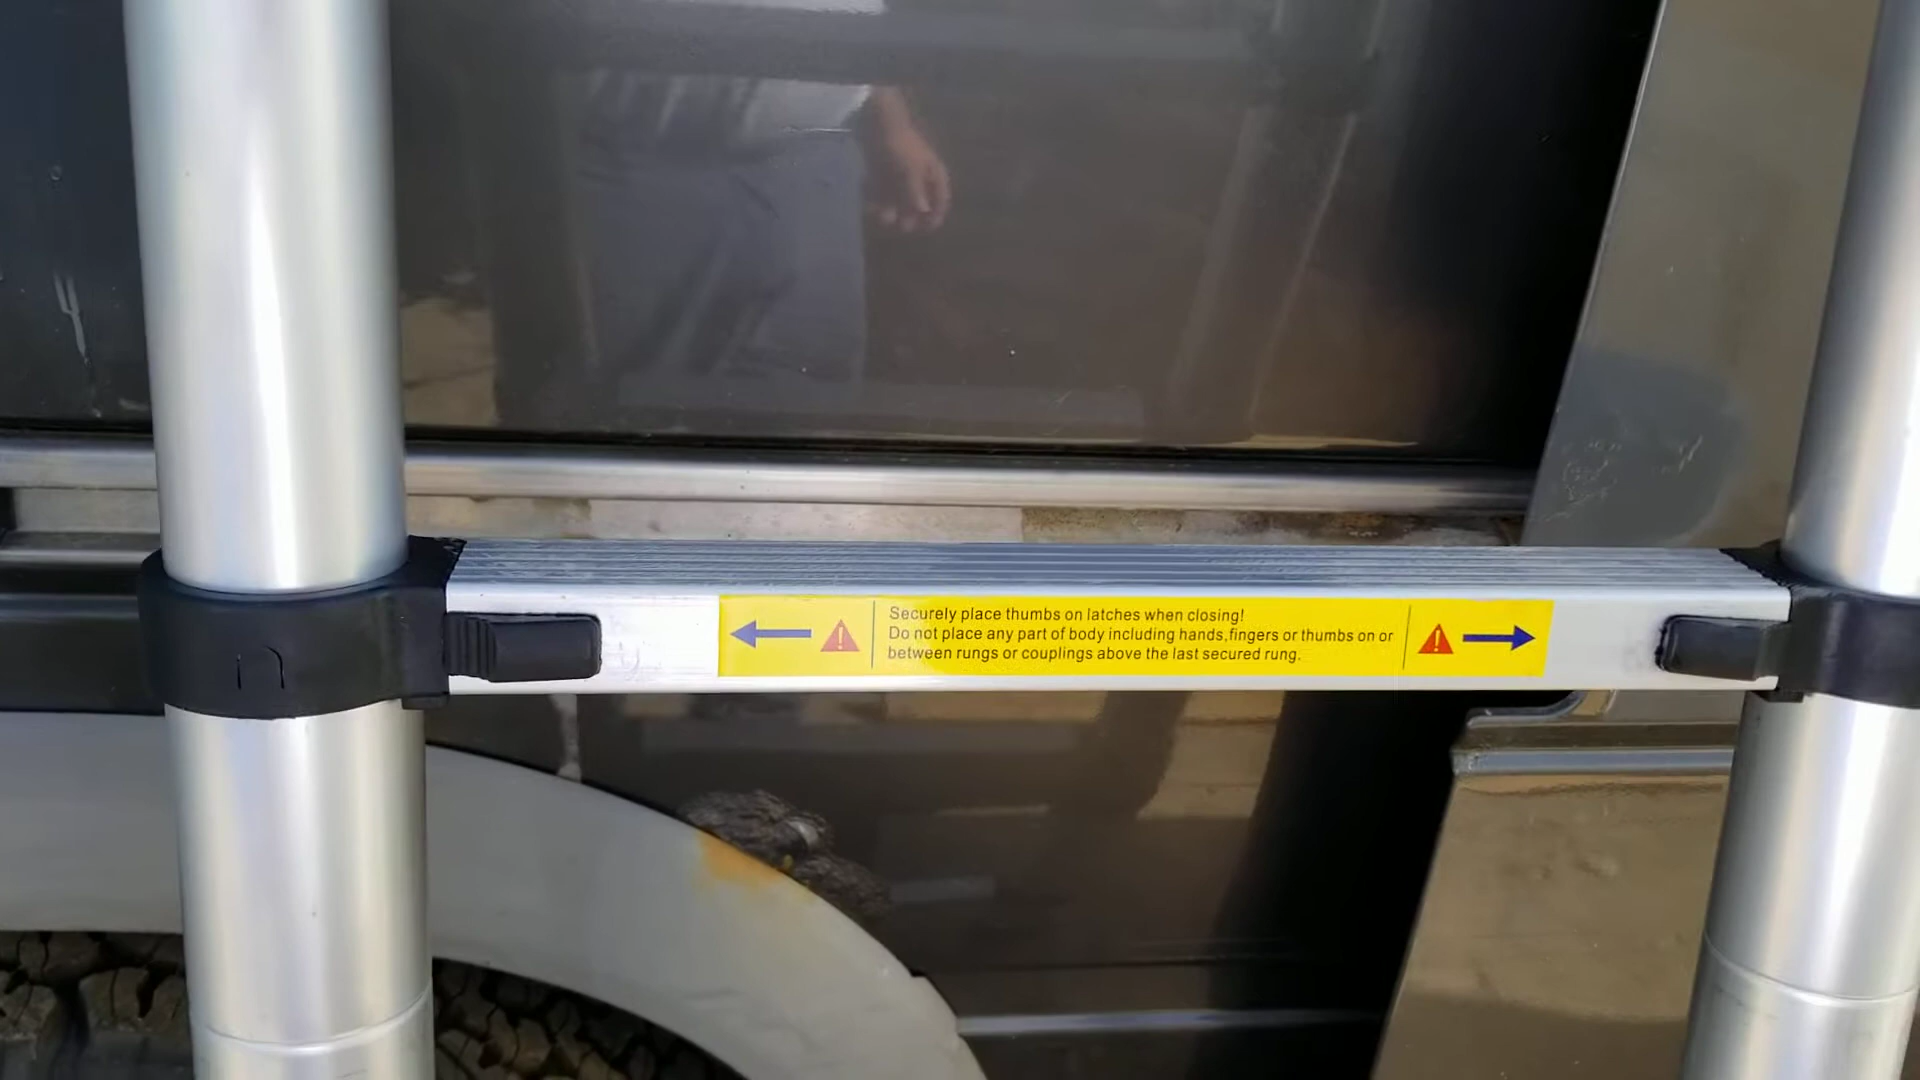 Securely place thumbs on latches when closing!
Do not place any part of body including hands,fingers or thumbs on or
between rungs or couplings above the last secured rung.